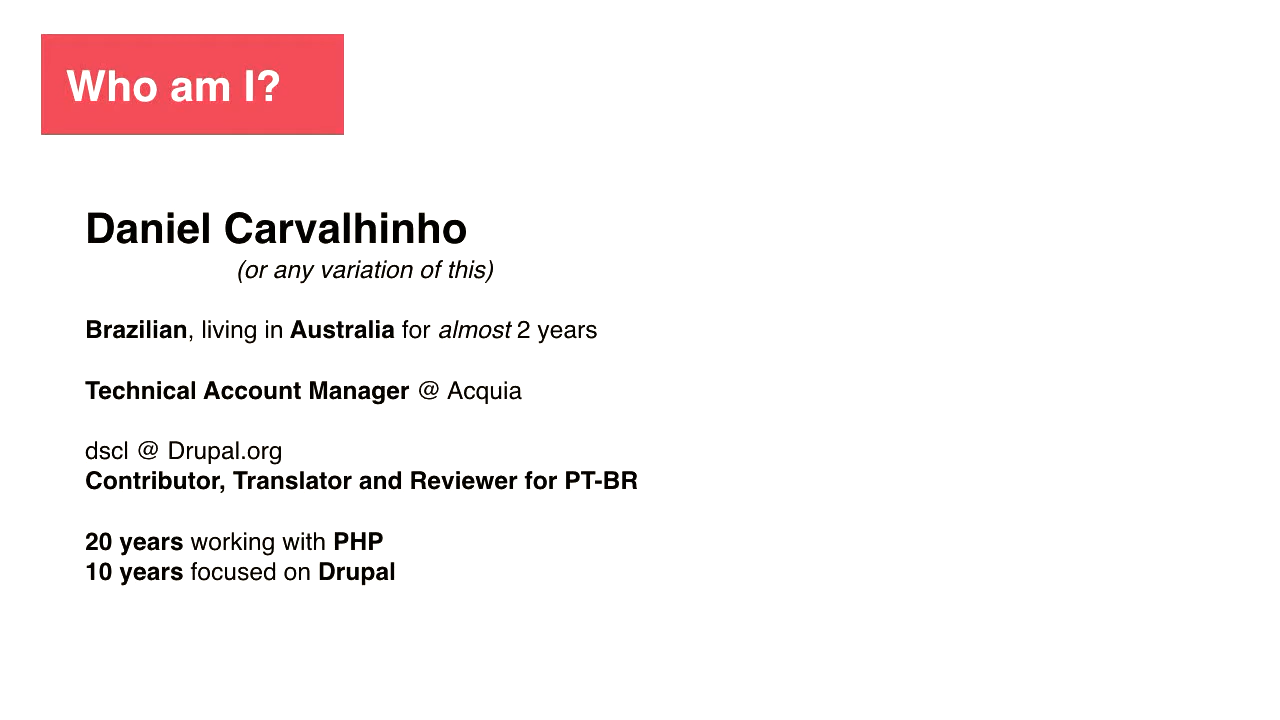 Who am I?
Daniel Carvalhinho
(or any variation of this)
Brazilian, living in Australia for almost 2 years
Technical Account Manager @ Acquia
dscl @ Drupal.org
Contributor, Translator and Reviewer for PT-BR
20 years working with PHP
10 years focused on Drupal